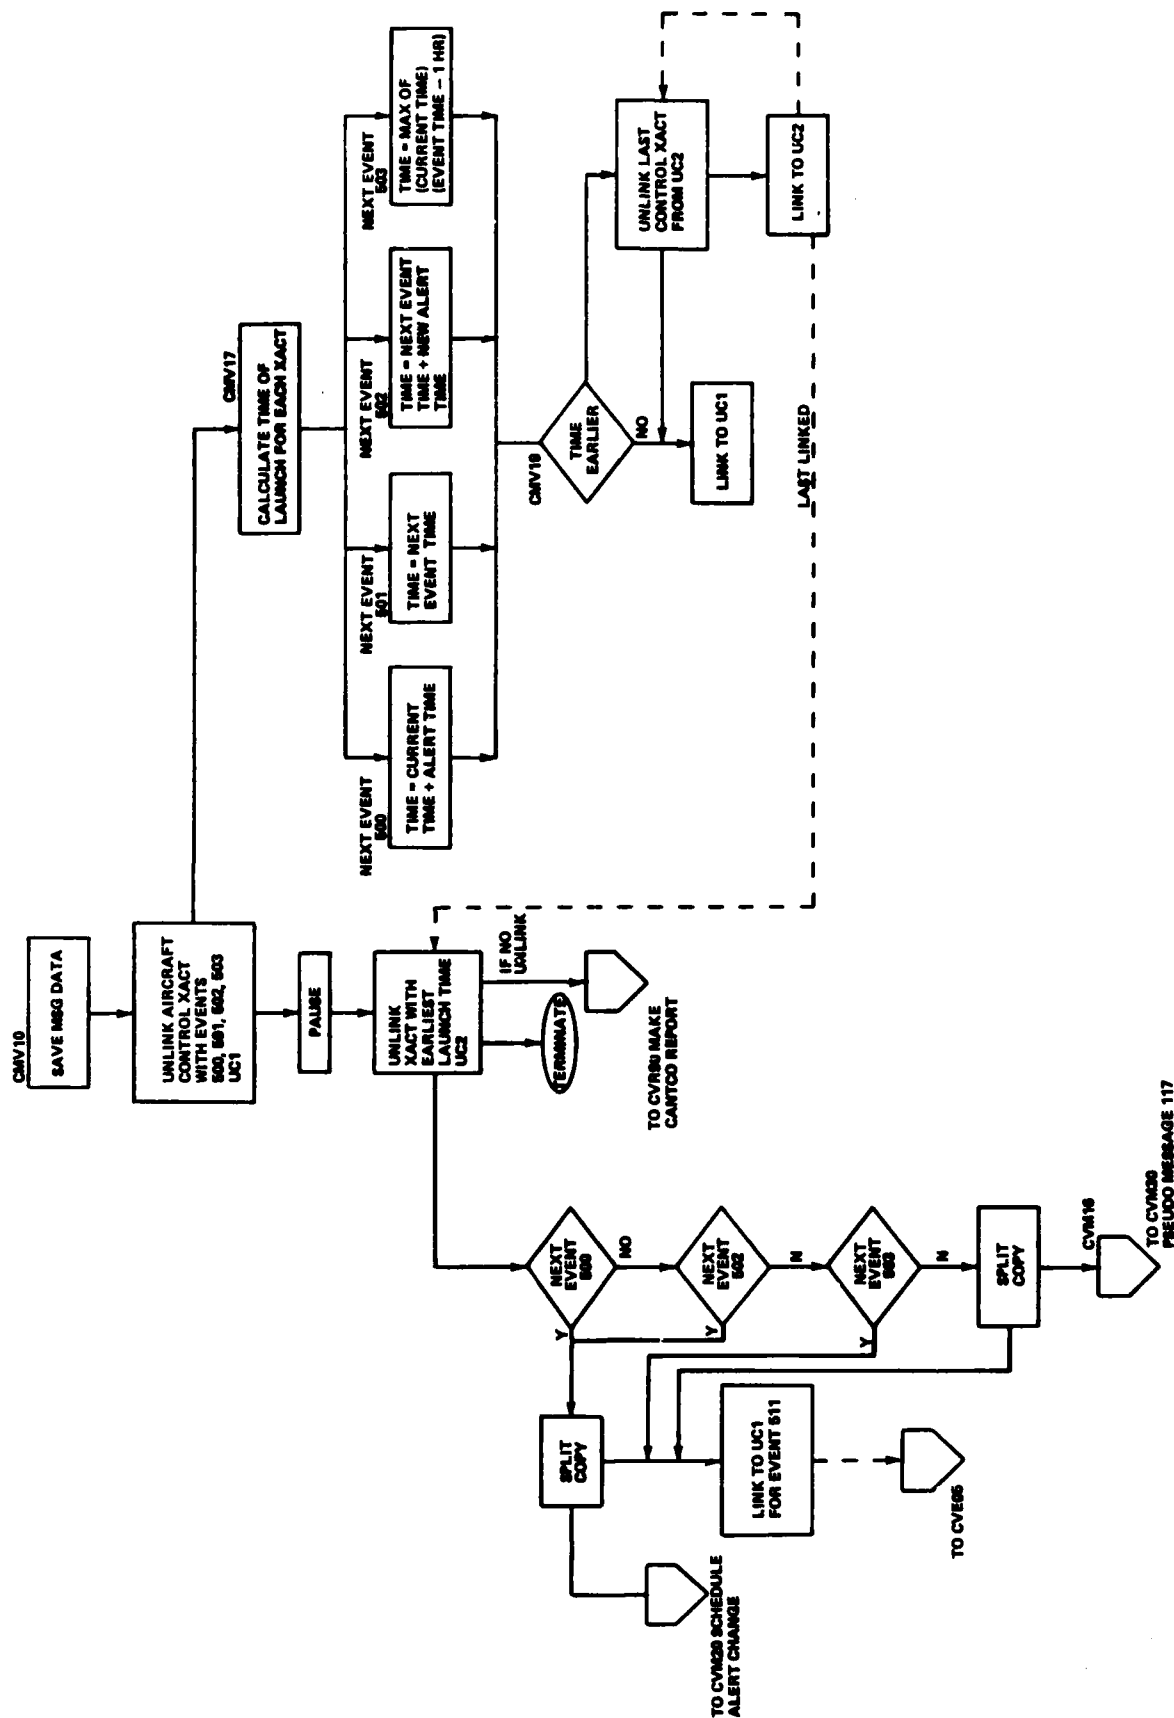 CMV10
SAVE MSG DATA
UNLINK AIRCRAFT
CONTROL XACT
WITH EVENTS
500, 501, 502, 503
UC1
PAUSE
UNLINK
XACT WITH
EARLIEST
LAUNCH TIME
UC2
IF NO
UNLINK
TERMINATE
TO CVR80 MAKE
CANTCO REPORT
CMV17
CALCULATE TIME OF
LAUNCH FOR EACH XACT
NEXT EVENT
500
TIME = CURRENT
TIME + ALERT TIME
NEXT EVENT
501
TIME = NEXT
EVENT TIME
NEXT EVENT
502
TIME = NEXT EVENT
TIME + NEW ALERT
TIME
NEXT EVENT
503
TIME = MAX OF
(CURRENT TIME)
(EVENT TIME - 1 HR)
CMV18
TIME
EARLIER
NO
LINK TO UC1
UNLINK LAST
CONTROL XACT
FROM UC2
LINK TO UC2
LAST LINKED
NEXT
EVENT
500
NO
Y
NEXT
EVENT
502
N
Y
NEXT
EVENT
503
N
Y
SPLIT
COPY
CVM16
TO CVM30
PSEUDO MESSAGE 117
SPLIT
COPY
LINK TO UC1
FOR EVENT 511
TO CVE05
TO CVM20 SCHEDULE
ALERT CHANGE